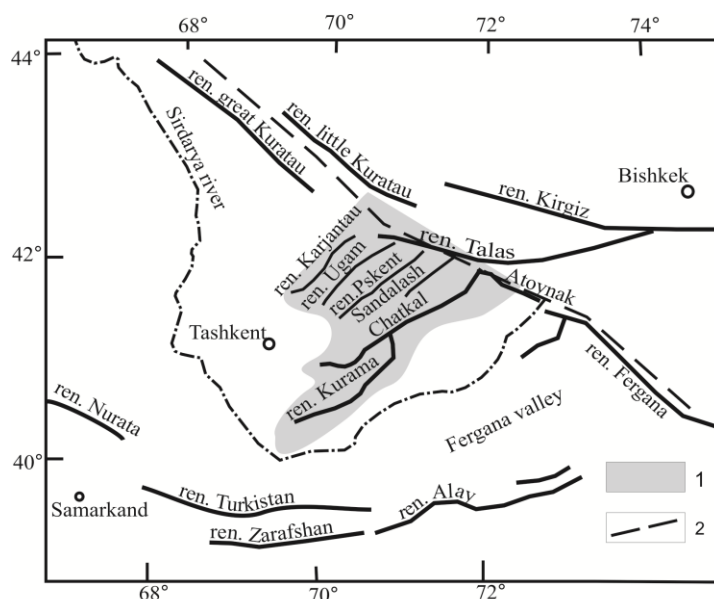 68° 70° 72° 74°
44°
ren. great Kuratau
ren. little Kuratau
Sirdarya river
Bishkek
ren. Kirgiz
42°
ren. Karjantau
ren. Ugam
ren. Talas
ren.Pskent
Sandalash
Atoynak
Chatkal
Tashkent
ren. Kurama
ren. Fergana
ren. Nurata
Fergana valley
40°
1
ren. Turkistan
ren. Alay
Samarkand
2
ren. Zarafshan
68° 70° 72°